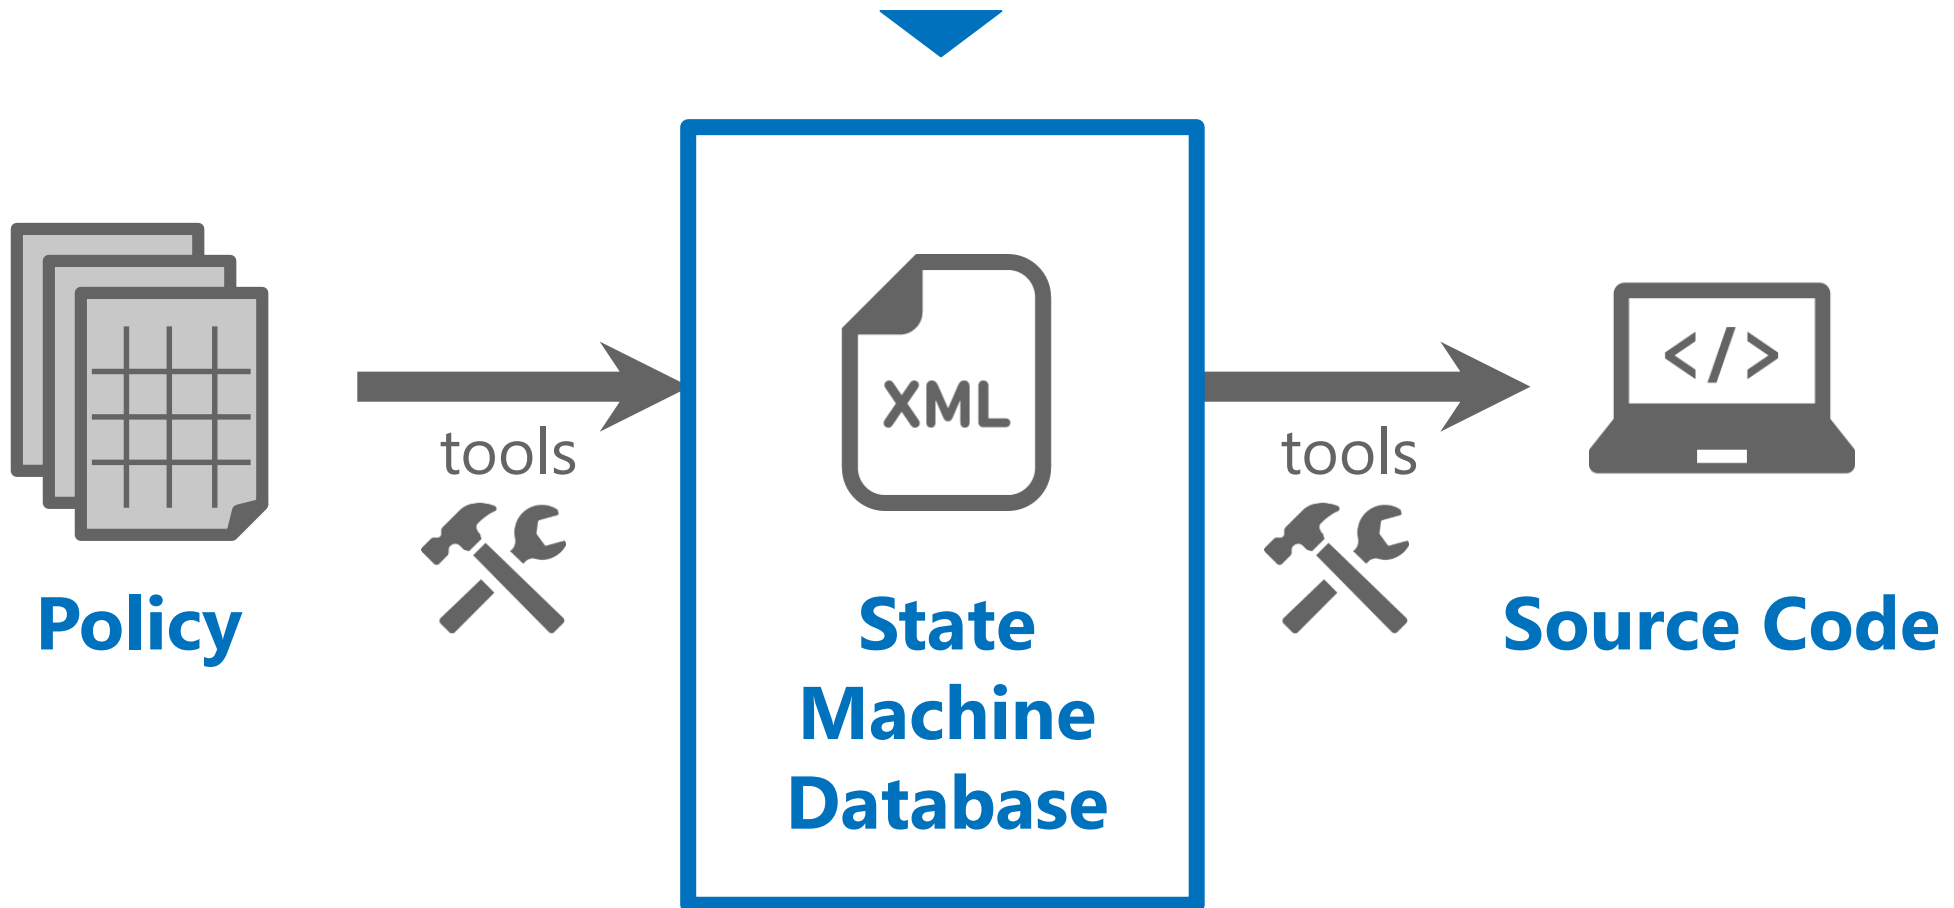 XML
</>
tools
tools
Policy
State
Machine
Database
Source Code